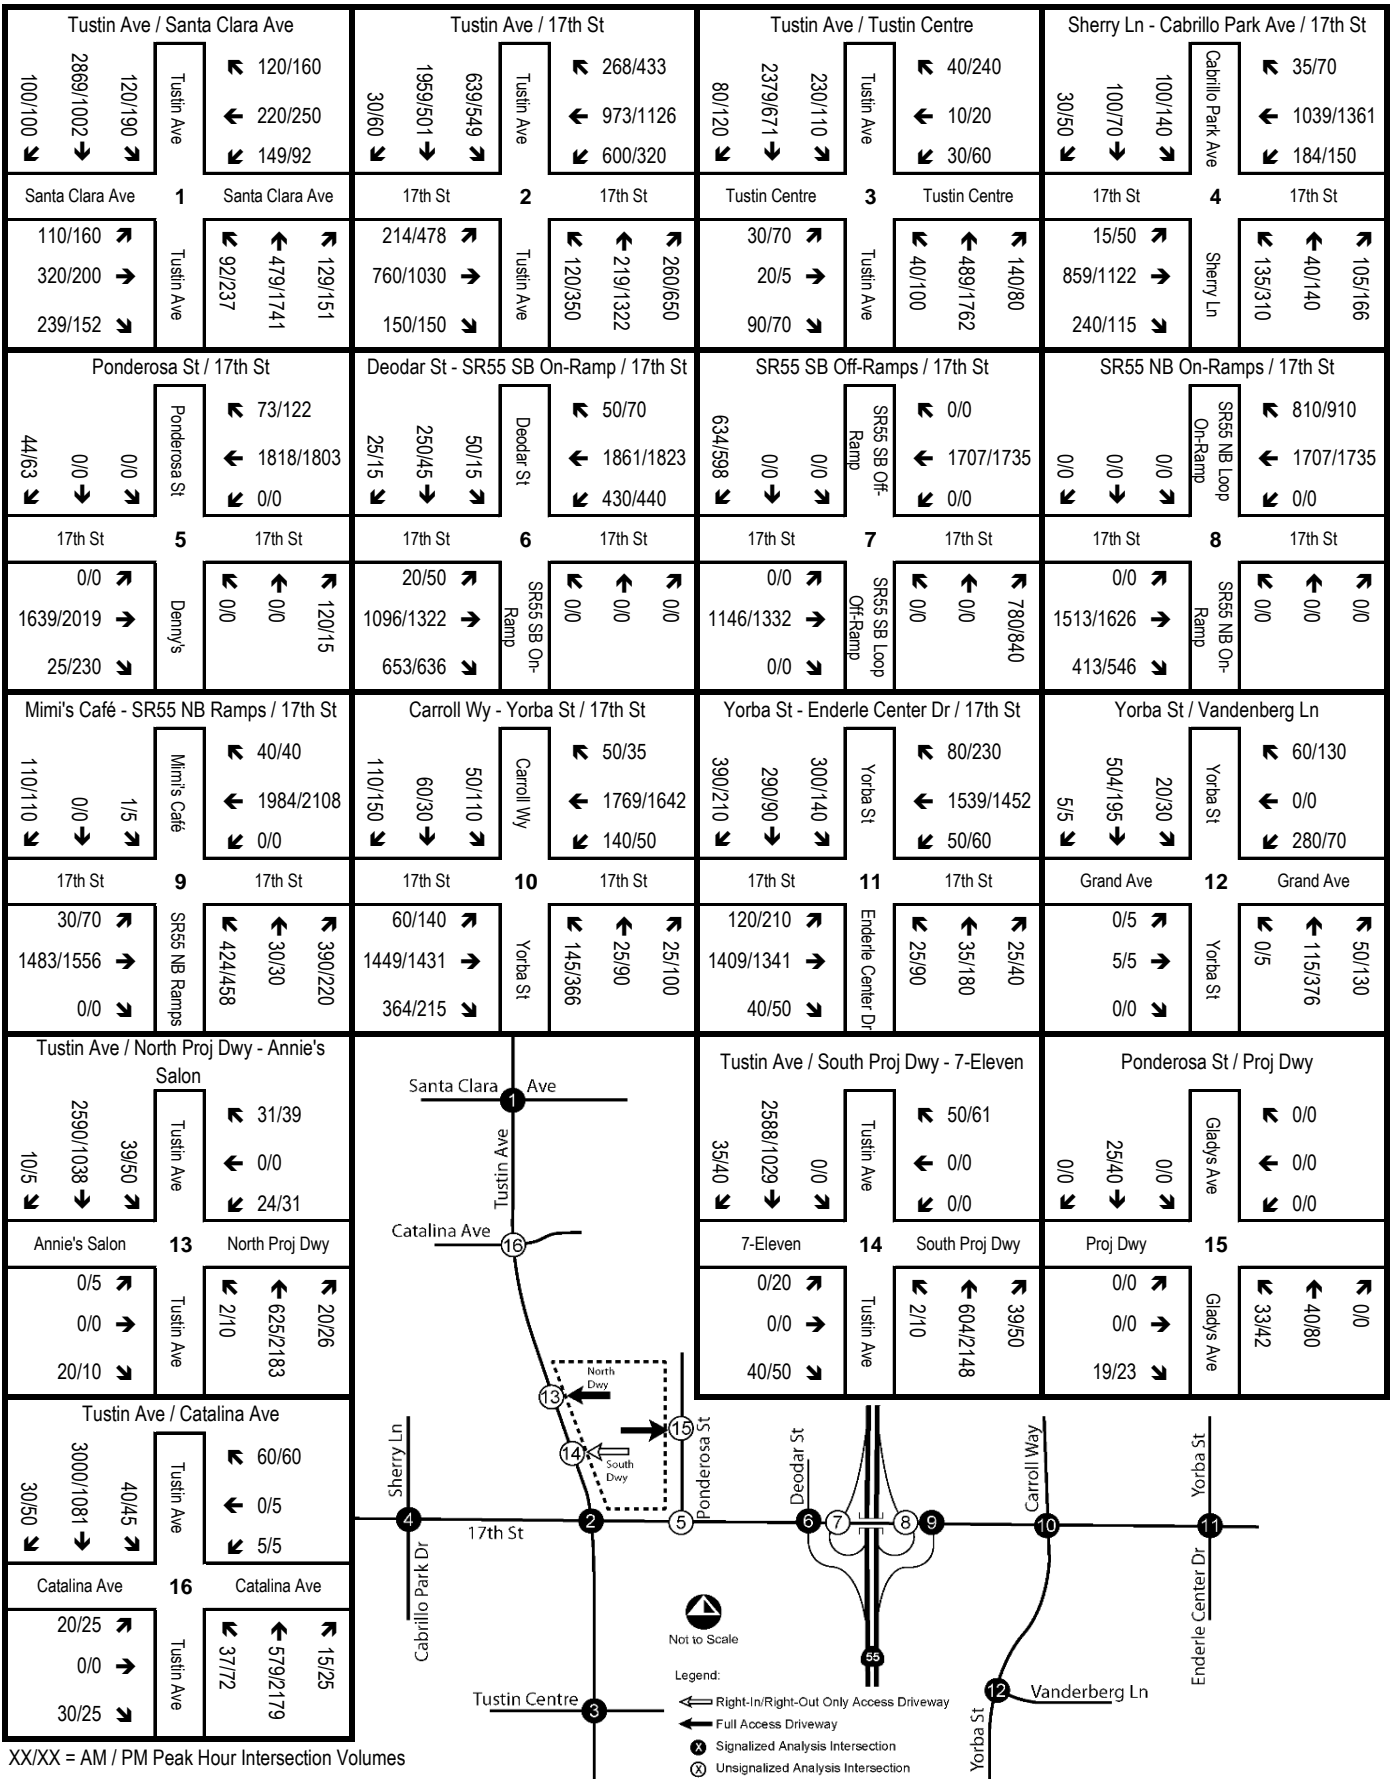 Tustin Ave / Santa Clara Ave
100/100
2869/1002
120/190
Tustin Ave
120/160
220/250
149/92
Santa Clara Ave
1
Santa Clara Ave
110/160
320/200
239/152
Tustin Ave
92/237
479/1741
129/151
Tustin Ave / 17th St
30/60
1959/501
639/549
Tustin Ave
268/433
973/1126
600/320
17th St
2
17th St
214/478
760/1030
150/150
Tustin Ave
120/350
219/1322
260/650
Tustin Ave / Tustin Centre
80/120
2379/671
230/110
Tustin Ave
40/240
10/20
30/60
Tustin Centre
3
Tustin Centre
30/70
20/5
90/70
Tustin Ave
40/100
489/1762
140/80
Sherry Ln - Cabrillo Park Ave / 17th St
30/50
100/70
100/140
Cabrillo Park Ave
35/70
1039/1361
184/150
17th St
4
17th St
15/50
859/1122
240/115
Sherry Ln
135/310
40/140
105/166
Ponderosa St / 17th St
44/63
0/0
0/0
Ponderosa St
73/122
1818/1803
0/0
17th St
5
17th St
0/0
1639/2019
25/230
Denny's
0/0
0/0
120/15
Deodar St - SR55 SB On-Ramp / 17th St
25/15
250/45
50/15
Deodar St
50/70
1861/1823
430/440
17th St
6
17th St
20/50
1096/1322
653/636
SR55 SB On-
Ramp
0/0
0/0
0/0
SR55 SB Off-Ramps / 17th St
634/598
0/0
0/0
SR55 SB Off-
Ramp
0/0
1707/1735
0/0
17th St
7
17th St
0/0
1146/1332
0/0
SR55 SB Loop
Off-Ramp
0/0
0/0
780/840
SR55 NB On-Ramps / 17th St
0/0
0/0
0/0
SR55 NB Loop
On-Ramp
810/910
1707/1735
0/0
17th St
8
17th St
0/0
1513/1626
413/546
SR55 NB On-
Ramp
0/0
0/0
0/0
Mimi's Café - SR55 NB Ramps / 17th St
110/110
0/0
1/5
Mimi's Café
40/40
1984/2108
0/0
17th St
9
17th St
30/70
1483/1556
0/0
SR55 NB Ramps
424/458
30/30
390/220
Carroll Wy - Yorba St / 17th St
110/150
60/30
50/110
Carroll Wy
50/35
1769/1642
140/50
17th St
10
17th St
60/140
1449/1431
364/215
Yorba St
145/366
25/90
25/100
Yorba St - Enderle Center Dr / 17th St
390/210
290/90
300/140
Yorba St
80/230
1539/1452
50/60
17th St
11
17th St
120/210
1409/1341
40/50
Enderle Center Dr
25/90
35/180
25/40
Yorba St / Vandenberg Ln
5/5
504/195
20/30
Yorba St
60/130
0/0
280/70
Grand Ave
12
Grand Ave
0/5
5/5
0/0
Yorba St
0/5
115/376
50/130
Tustin Ave / North Proj Dwy - Annie's
Salon
10/5
2590/1038
39/50
Tustin Ave
31/39
0/0
24/31
Annie's Salon
13
North Proj Dwy
0/5
0/0
20/10
Tustin Ave
2/10
625/2183
20/26
Tustin Ave / South Proj Dwy - 7-Eleven
35/40
2588/1029
0/0
Tustin Ave
50/61
0/0
0/0
7-Eleven
14
South Proj Dwy
0/20
0/0
40/50
Tustin Ave
2/10
604/2148
39/50
Ponderosa St / Proj Dwy
0/0
25/40
0/0
Gladys Ave
0/0
0/0
0/0
Proj Dwy
15
0/0
0/0
19/23
Gladys Ave
33/42
40/80
0/0
Tustin Ave / Catalina Ave
30/50
3000/1081
40/45
Tustin Ave
60/60
0/5
5/5
Catalina Ave
16
Catalina Ave
20/25
0/0
30/25
Tustin Ave
37/72
579/2179
15/25
Santa Clara Ave
1
Tustin Ave
Catalina Ave
16
North
Dwy
13
15
14
South
Dwy
Ponderosa St
Sherry Ln
Deodar St
Carroll Way
Yorba St
4
17th St
2
5
6
7
8
9
10
11
Cabrillo Park Dr
Enderle Center Dr
Not to Scale
55
Legend:
Right-In/Right-Out Only Access Driveway
Full Access Driveway
X Signalized Analysis Intersection
X Unsignalized Analysis Intersection
Tustin Centre
3
12
Vanderberg Ln
Yorba St
XX/XX = AM / PM Peak Hour Intersection Volumes